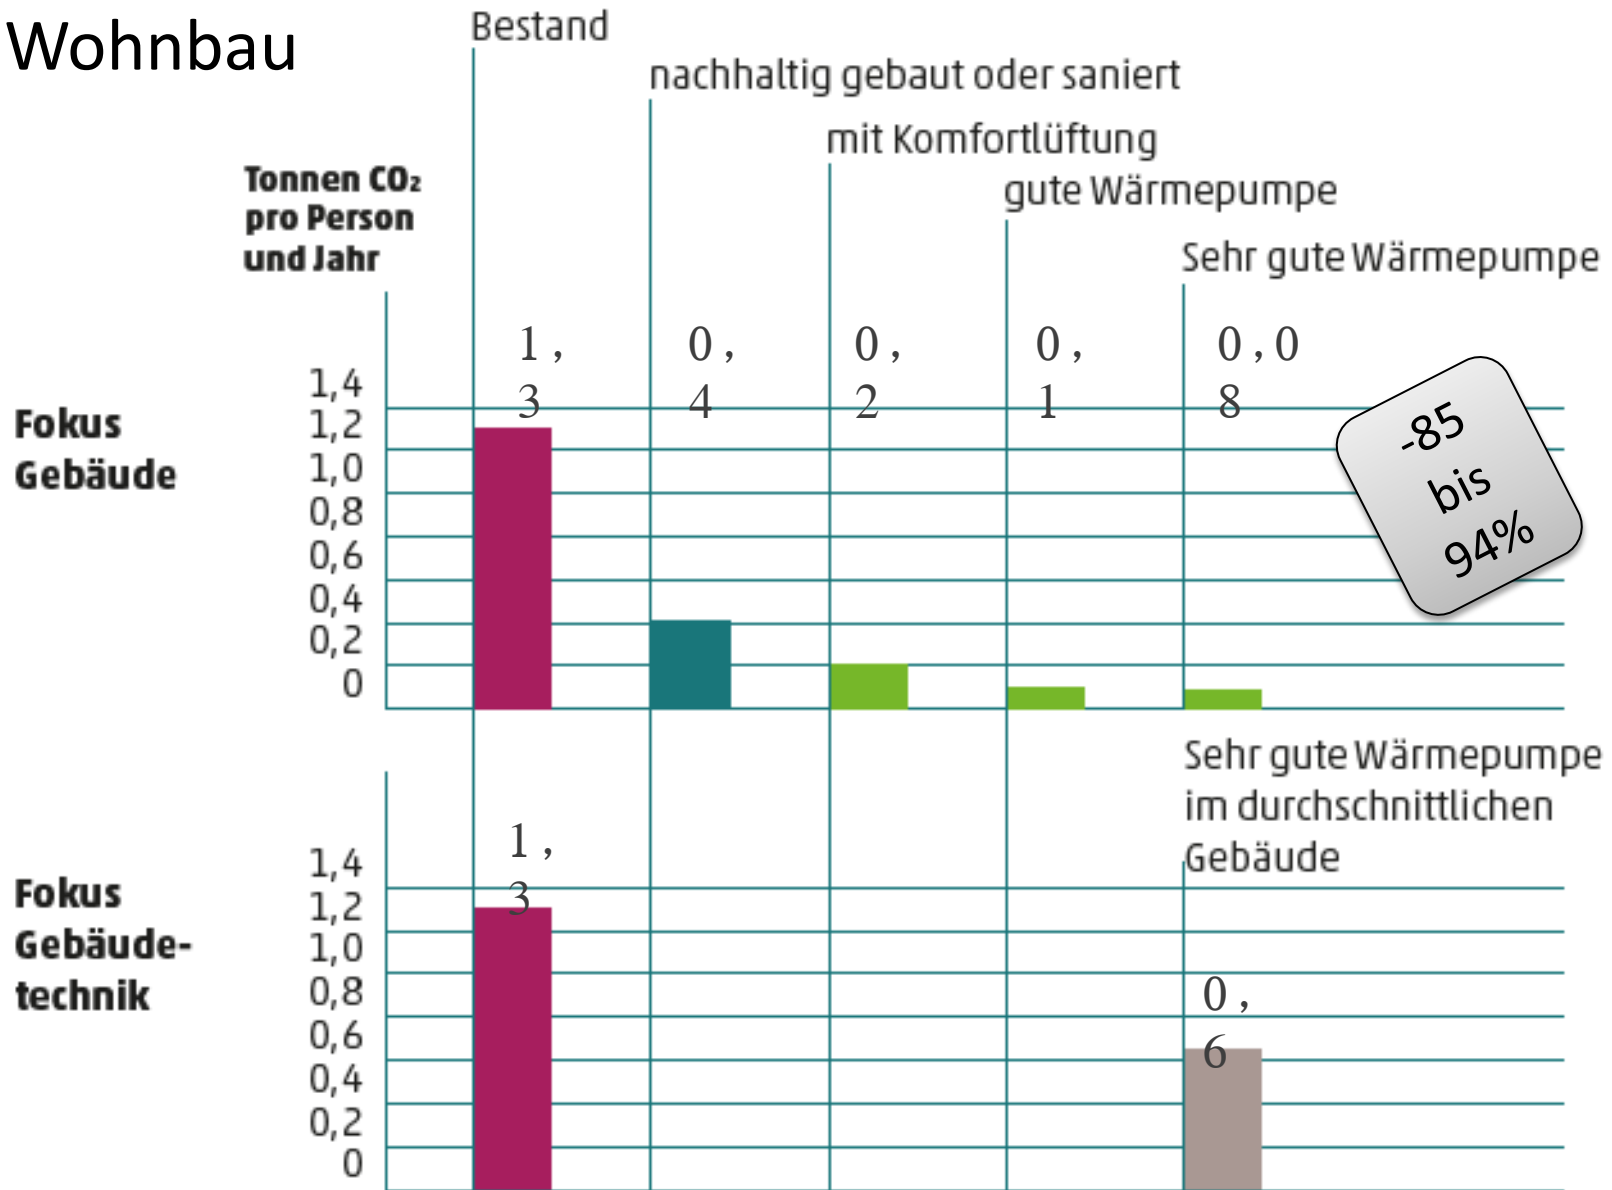 Wohnbau
Bestand
nachhaltig gebaut oder saniert
mit Komfortlüftung
gute Wärmepumpe
Sehr gute Wärmepumpe
Tonnen CO₂
pro Person
und Jahr
Fokus
Gebäude
1,4
1,2
1,0
0,8
0,6
0,4
0,2
0
1,
3
0,
4
0,
2
0,
1
0,0
8
-85
bis
94%
Sehr gute Wärmepumpe
im durchschnittlichen
Gebäude
Fokus
Gebäude-
technik
1,4
1,2
1,0
0,8
0,6
0,4
0,2
0
1,
3
0,
6